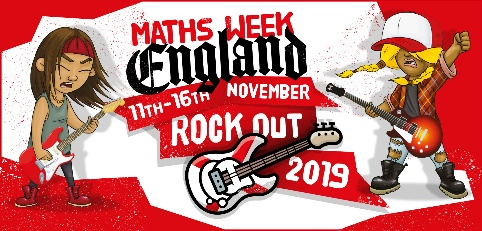 MATHS WEEK
England
11TH-16TH NOVEMBER
ROCK OUT
2019